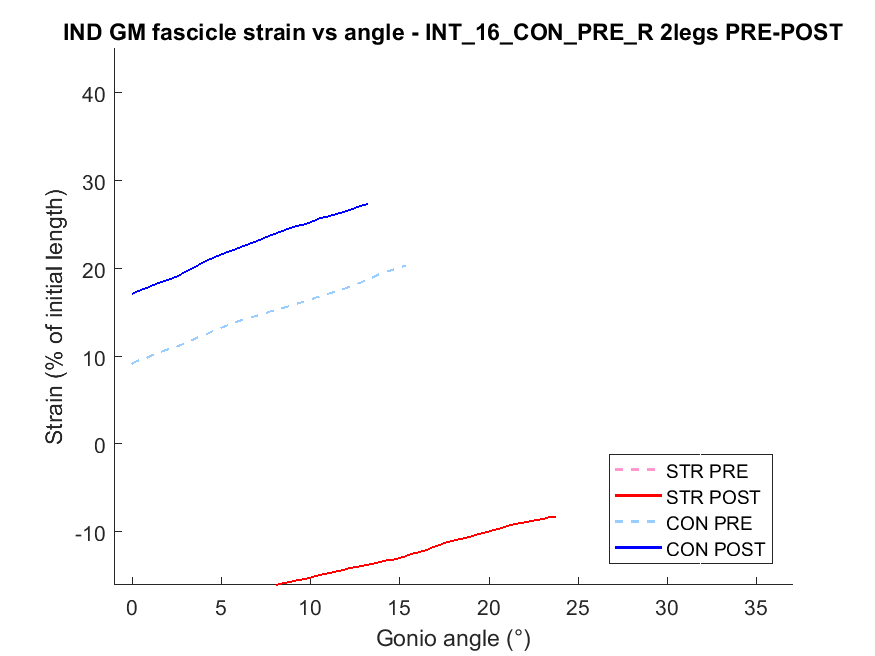 IND GM fascicle strain vs angle - INT_16_CON_PRE_R 2legs PRE-POST
Strain (% of initial length)
40
30
20
10
0
-10
0 5 10 15 20 25 30 35
Gonio angle (°)
STR PRE
STR POST
CON PRE
CON POST